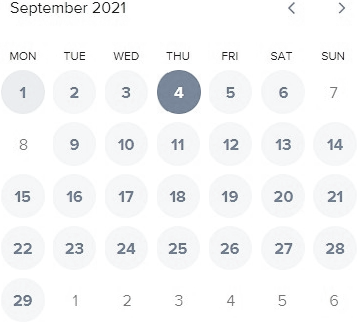 September 2021
MON TUE WED THU FRI SAT SUN
1 2 3 4 5 6 7
8 9 10 11 12 13 14
15 16 17 18 19 20 21
22 23 24 25 26 27 28
29 1 2 3 4 5 6